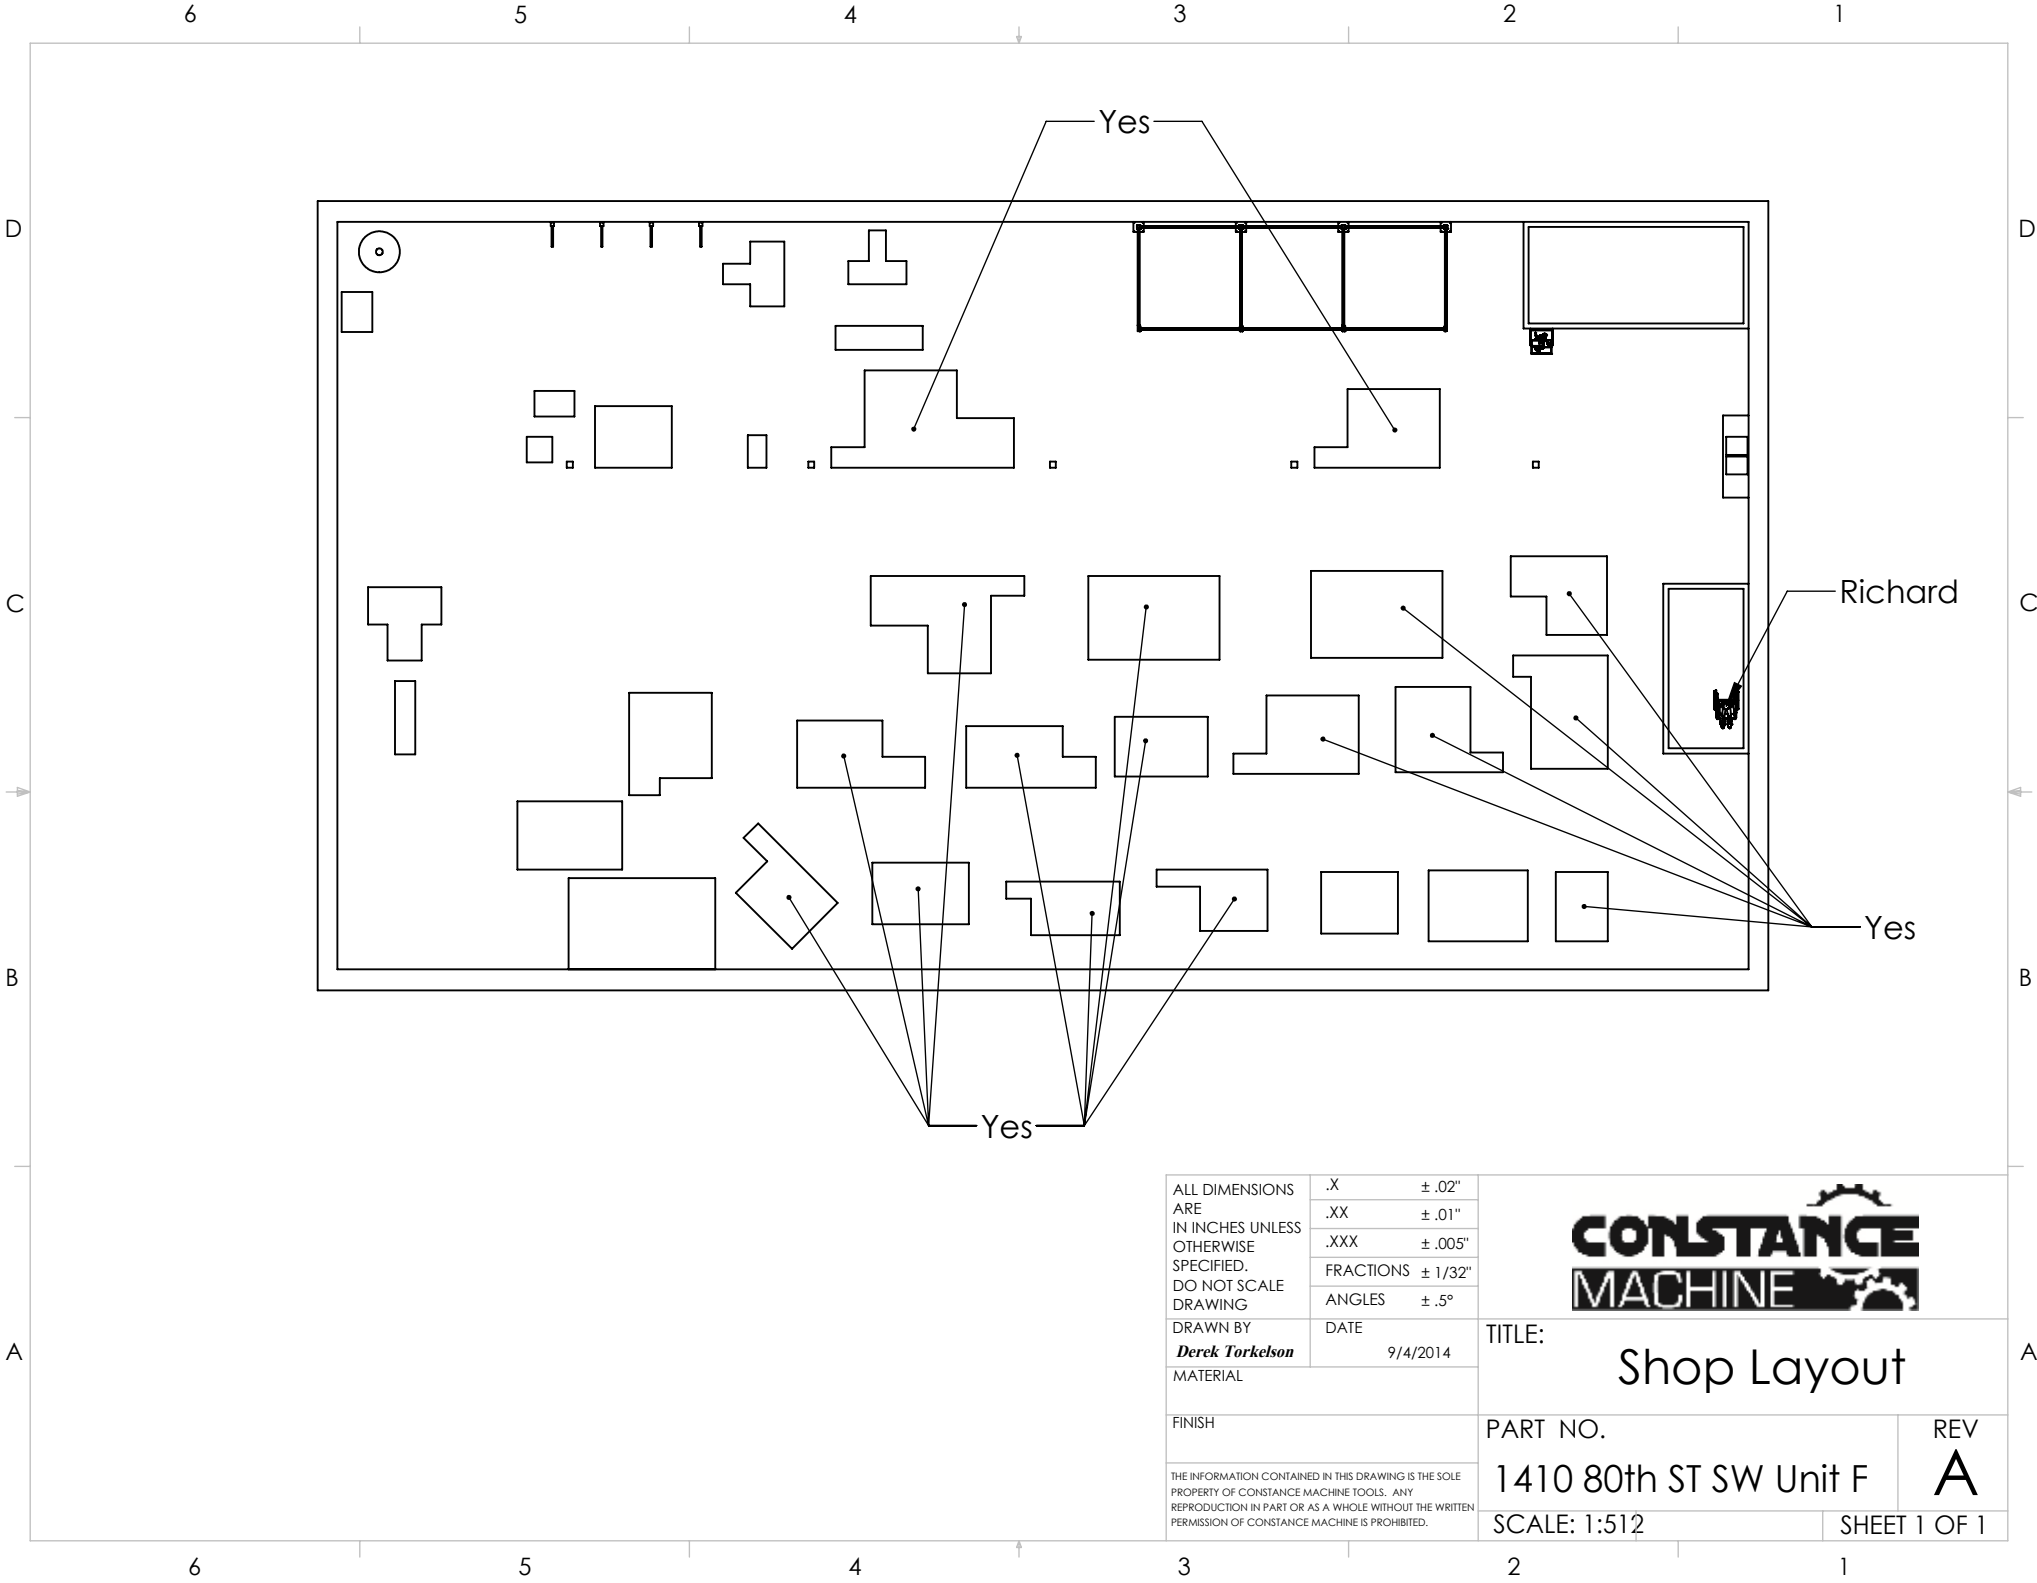 6 5 4 3 2 1
Yes
D D
C Richard C
Yes
B B
Yes
ALL DIMENSIONS
ARE
IN INCHES UNLESS
OTHERWISE
SPECIFIED.
DO NOT SCALE
DRAWING
.X ± .02"
.XX ± .01"
.XXX ± .005"
FRACTIONS ± 1/32"
ANGLES ± .5°
CONSTANCE
MACHINE
DRAWN BY
Derek Torkelson
DATE
9/4/2014
TITLE:
Shop Layout
A A
MATERIAL
FINISH
PART NO.
1410 80th ST SW Unit F
REV
A
THE INFORMATION CONTAINED IN THIS DRAWING IS THE SOLE
PROPERTY OF CONSTANCE MACHINE TOOLS. ANY
REPRODUCTION IN PART OR AS A WHOLE WITHOUT THE WRITTEN
PERMISSION OF CONSTANCE MACHINE IS PROHIBITED.
SCALE: 1:512
SHEET 1 OF 1
6 5 4 3 2 1